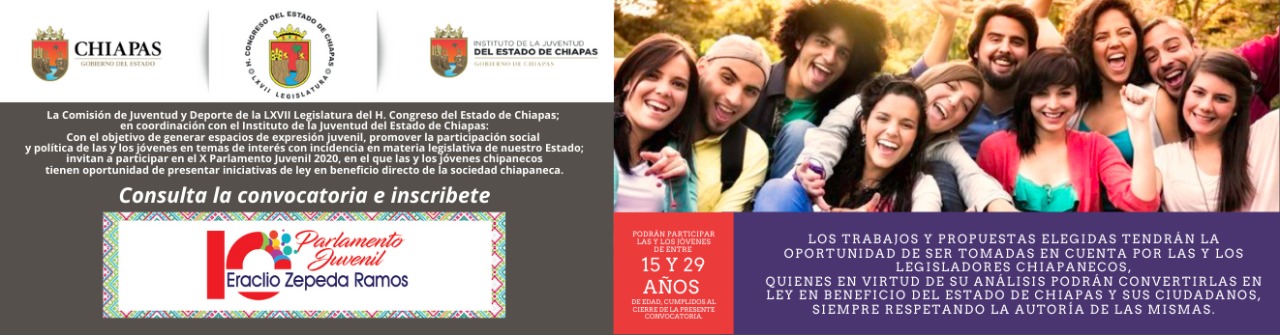 CHIAPAS
GOBIERNO DEL ESTADO
H. CONGRESO DEL ESTADO DE CHIAPAS
LXVII LEGISLATURA
INSTITUTO DE LA JUVENTUD
DEL ESTADO DE CHIAPAS
GOBIERNO DE CHIAPAS
La Comisión de Juventud y Deporte de la LXVII Legislatura del H. Congreso del Estado de Chiapas;
en coordinación con el Instituto de la Juventud del Estado de Chiapas:
Con el objetivo de generar espacios de expresión juvenil, promover la participación social
y política de las y los jóvenes en temas de interés con incidencia en materia legislativa de nuestro Estado;
invitan a participar en el X Parlamento Juvenil 2020, en el que las y los jóvenes chipanecos
tienen oportunidad de presentar iniciativas de ley en beneficio directo de la sociedad chiapaneca.
Consulta la convocatoria e inscribete
10
Parlamento
Juvenil
Eraclio Zepeda Ramos
PODRÁN PARTICIPAR
LAS Y LOS JÓVENES
DE ENTRE
15 Y 29
AÑOS
DE EDAD, CUMPLIDOS AL
CIERRE DE LA PRESENTE
CONVOCATORIA.
LOS TRABAJOS Y PROPUESTAS ELEGIDAS TENDRÁN LA
OPORTUNIDAD DE SER TOMADAS EN CUENTA POR LAS Y LOS
LEGISLADORES CHIAPANECOS,
QUIENES EN VIRTUD DE SU ANÁLISIS PODRÁN CONVERTIRLAS EN
LEY EN BENEFICIO DEL ESTADO DE CHIAPAS Y SUS CIUDADANOS,
SIEMPRE RESPETANDO LA AUTORÍA DE LAS MISMAS.